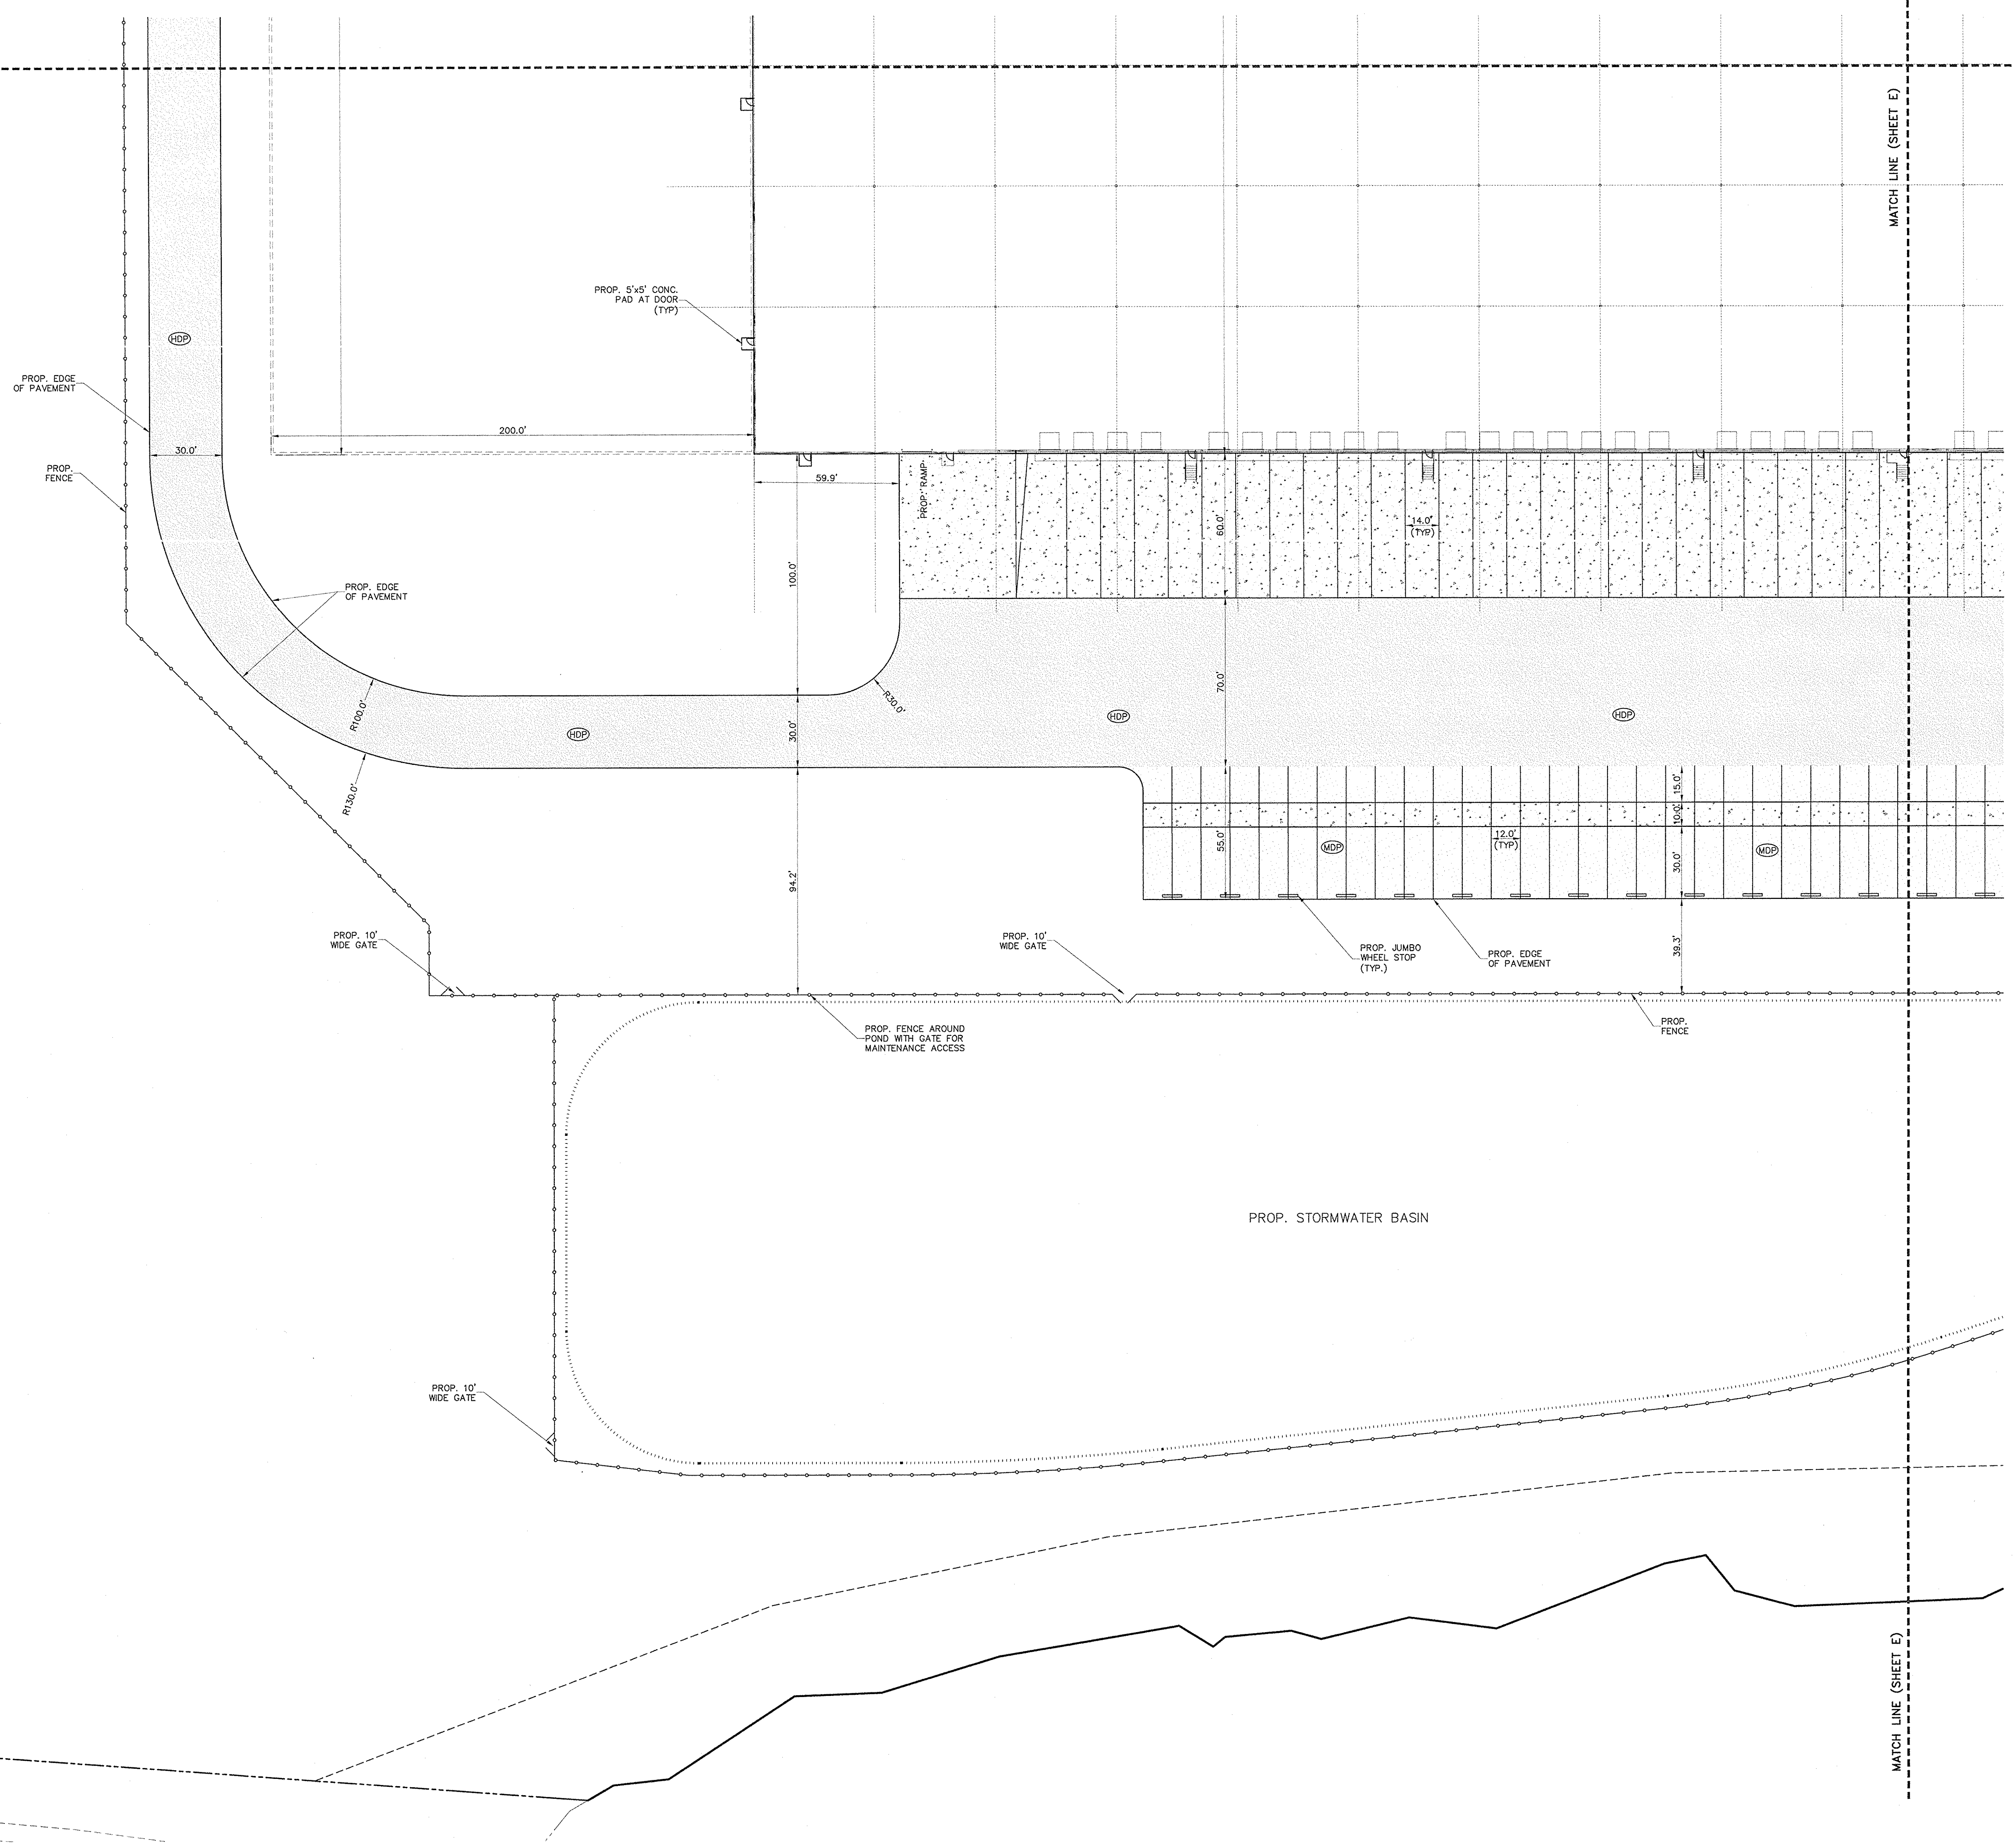 MATCH LINE (SHEET E)
PROP. 5'x5' CONC.
PAD AT DOOR
(TYP)
HDP
PROP. EDGE
OF PAVEMENT
200.0'
30.0'
PROP.
FENCE
59.9'
PROP. RAMP
60.0'
14.0'
(TYP)
100.0'
PROP. EDGE
OF PAVEMENT
R100.0'
R130.0'
R30.0'
70.0'
HDP
HDP
HDP
30.0'
15.0'
10.0'
12.0'
(TYP)
55.0'
MDP
MDP
30.0'
94.2'
PROP. 10'
WIDE GATE
PROP. 10'
WIDE GATE
PROP. JUMBO
WHEEL STOP
(TYP.)
PROP. EDGE
OF PAVEMENT
39.3'
PROP. FENCE AROUND
POND WITH GATE FOR
MAINTENANCE ACCESS
PROP.
FENCE
PROP. STORMWATER BASIN
PROP. 10'
WIDE GATE
MATCH LINE (SHEET E)